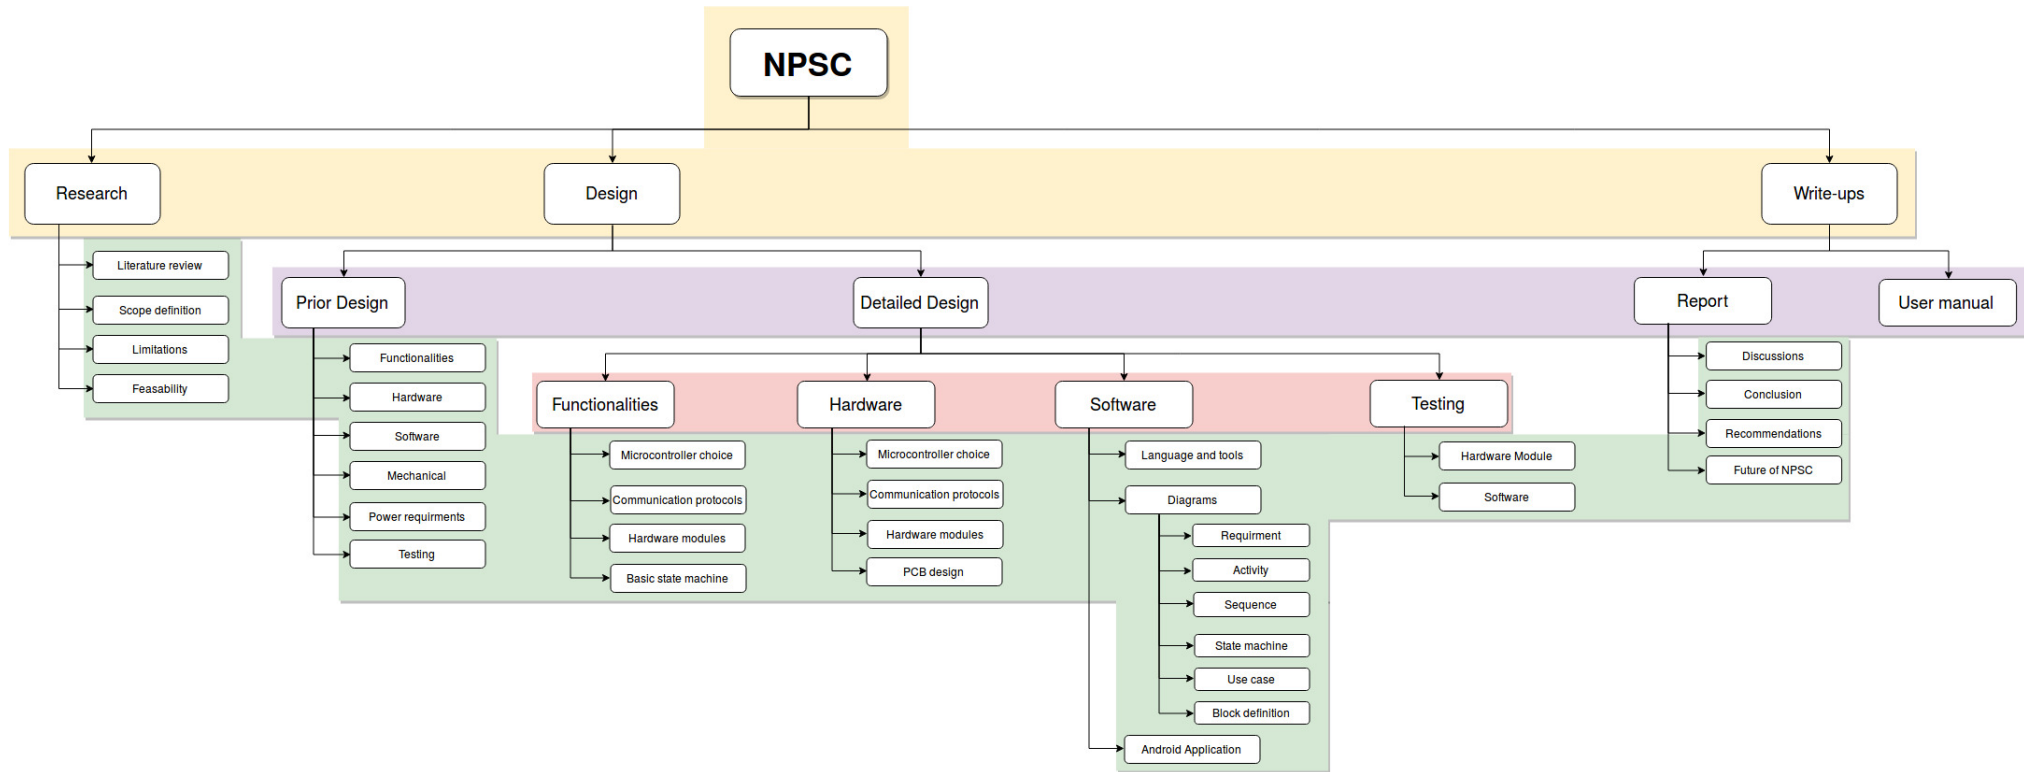 NPSC
Research
Design
Write-ups
Literature review
Scope definition
Limitations
Feasability
Prior Design
Detailed Design
Report
User manual
Functionalities
Hardware
Software
Mechanical
Power requirments
Testing
Functionalities
Hardware
Software
Testing
Microcontroller choice
Communication protocols
Hardware modules
Basic state machine
Microcontroller choice
Communication protocols
Hardware modules
PCB design
Language and tools
Diagrams
Requirment
Activity
Sequence
State machine
Use case
Block definition
Android Application
Hardware Module
Software
Discussions
Conclusion
Recommendations
Future of NPSC